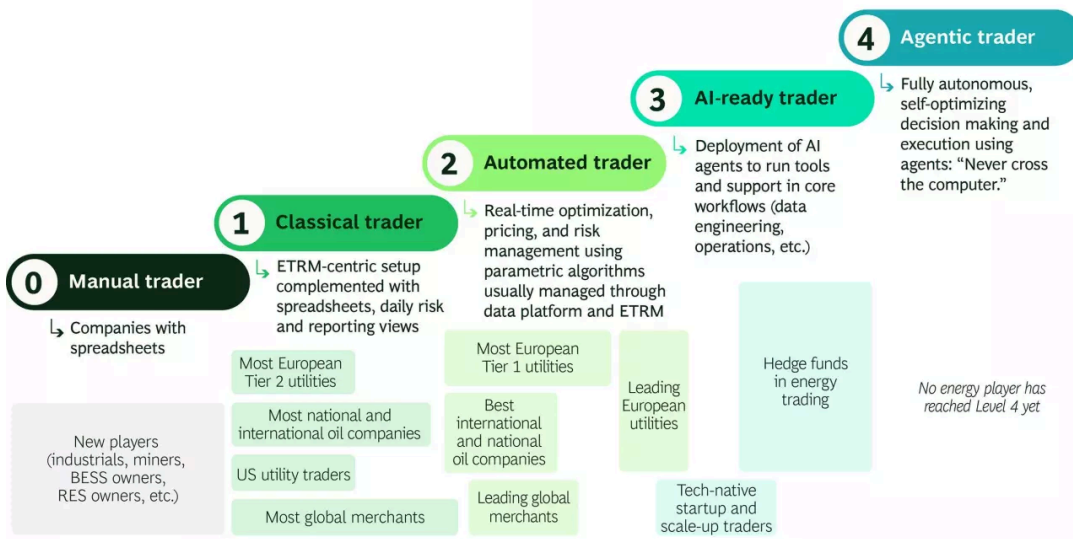 4 Agentic trader
Fully autonomous,
self-optimizing
decision making and
execution using
agents: “Never cross
the computer.”
3 AI-ready trader
Deployment of AI
agents to run tools
and support in core
workflows (data
engineering,
operations, etc.)
2 Automated trader
Real-time optimization,
pricing, and risk
management using
parametric algorithms
usually managed through
data platform and ETRM
1 Classical trader
ETRM-centric setup
complemented with
spreadsheets, daily risk
and reporting views
0 Manual trader
Companies with
spreadsheets
New players
(industrials, miners,
BESS owners,
RES owners, etc.)
Most European
Tier 2 utilities
Most national and
international oil companies
US utility traders
Most global merchants
Most European
Tier 1 utilities
Best
international
and national
oil companies
Leading global
merchants
Leading
European
utilities
Hedge funds
in energy
trading
Tech-native
startup and
scale-up traders
No energy player has
reached Level 4 yet